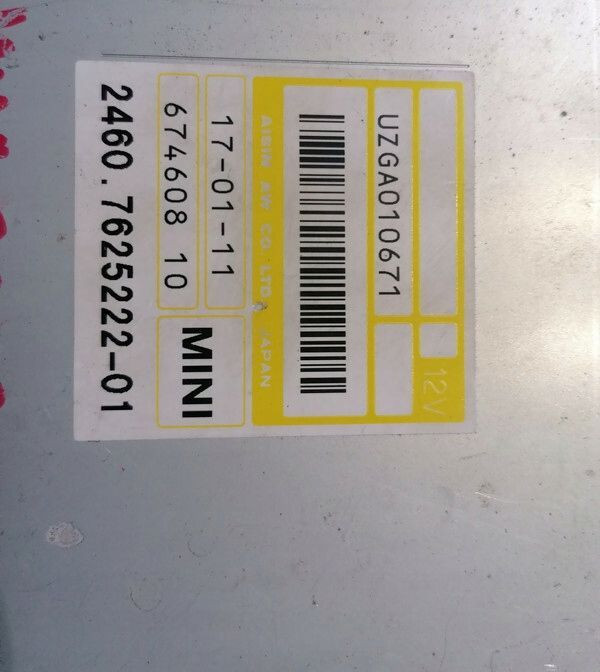 12V
UZGA010671
AISIN AW CO., LTD. JAPAN
17-01-11
674608 10
MINI
2460.7625222-01